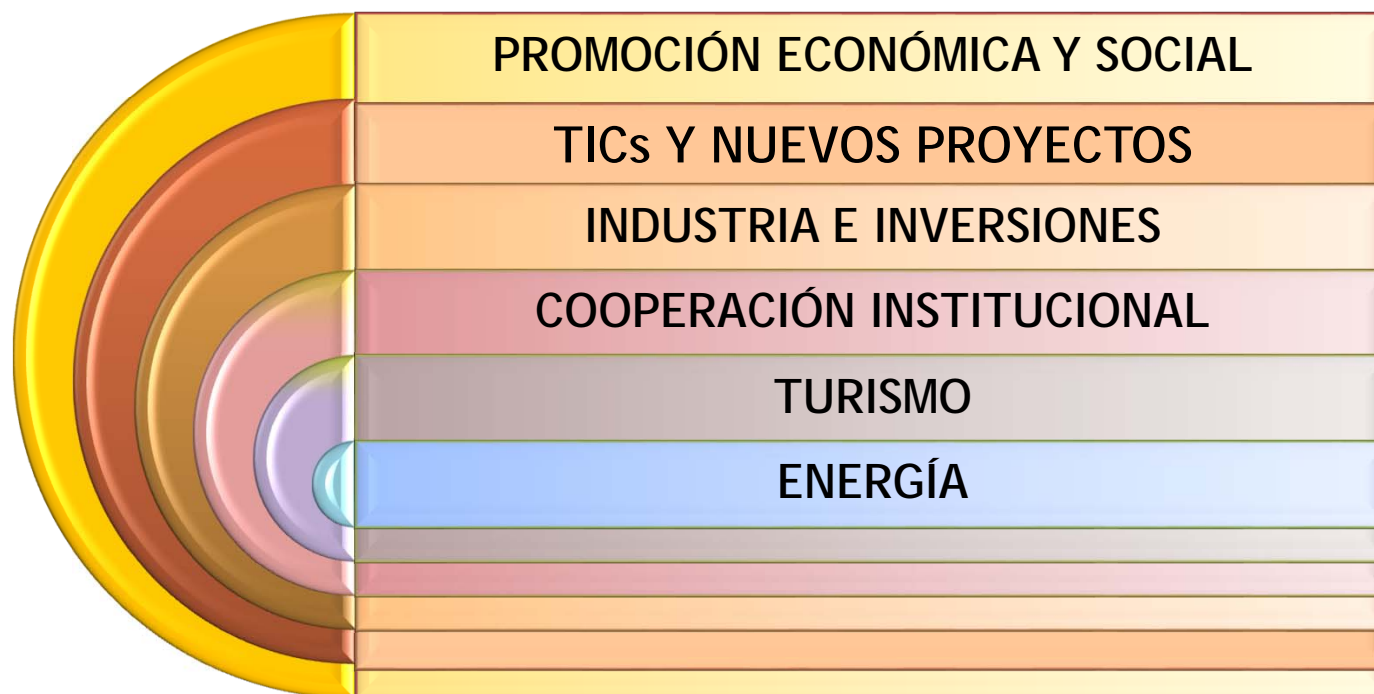 PROMOCIÓN ECONÓMICA Y SOCIAL
TICs Y NUEVOS PROYECTOS
INDUSTRIA E INVERSIONES
COOPERACIÓN INSTITUCIONAL
TURISMO
ENERGÍA